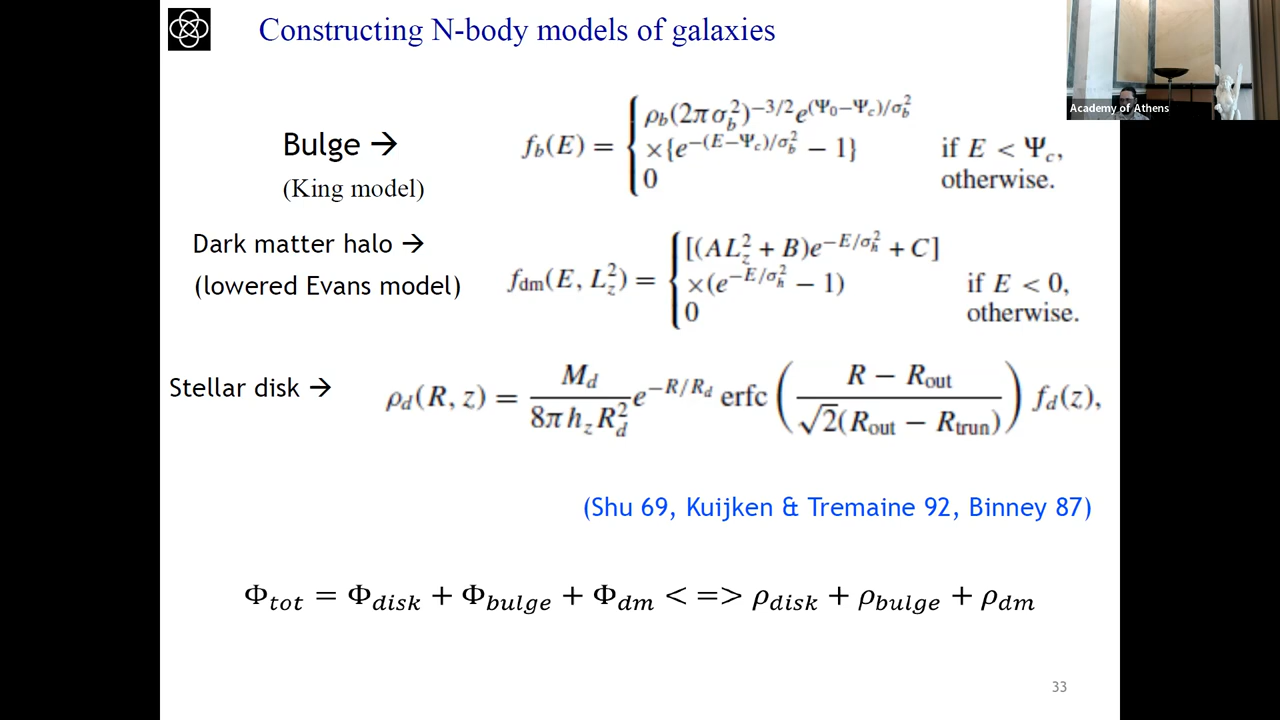 Constructing N-body models of galaxies
Academy of Athens
Bulge →
(King model)
f_b(E) = { ρ_b(2πσ_b^2)^{−3/2} e^{(Ψ_0−Ψ_c)/σ_b^2}
×{e^{−(E−Ψ_c)/σ_b^2} − 1} if E < Ψ_c,
0 otherwise.
Dark matter halo →
(lowered Evans model)
f_dm(E, L_z^2) = { [(AL_z^2 + B)e^{−E/σ_h^2} + C]
×(e^{−E/σ_h^2} − 1) if E < 0,
0 otherwise.
Stellar disk →
ρ_d(R, z) = \frac{M_d}{8πh_zR_d^2} e^{−R/R_d} erfc ( \frac{R − R_out}{√2(R_out − R_trun)} ) f_d(z),
(Shu 69, Kuijken & Tremaine 92, Binney 87)
Φ_tot = Φ_disk + Φ_bulge + Φ_dm <=> ρ_disk + ρ_bulge + ρ_dm
33